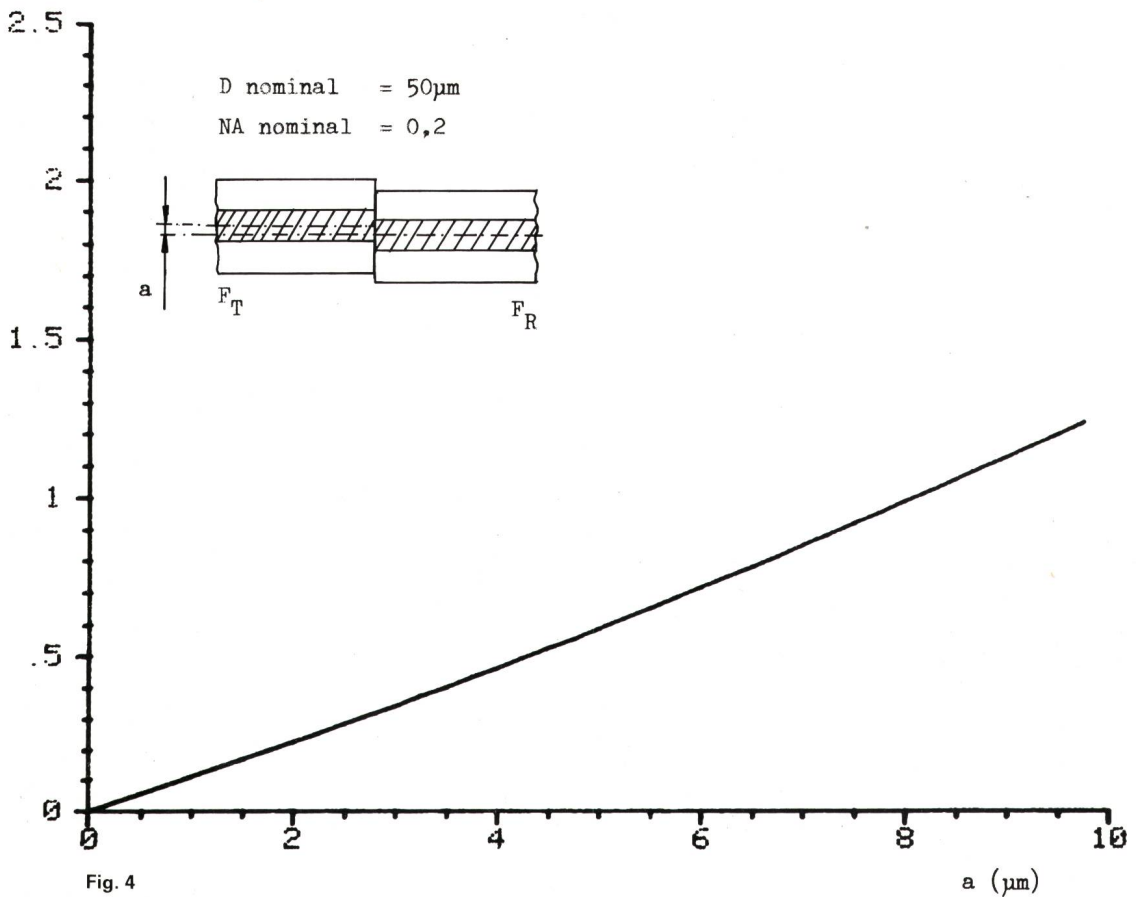 2.5
D nominal = 50µm
NA nominal = 0,2
2
a
F_T
F_R
1.5
1
.5
0
0 2 4 6 8 10
Fig. 4
a (µm)